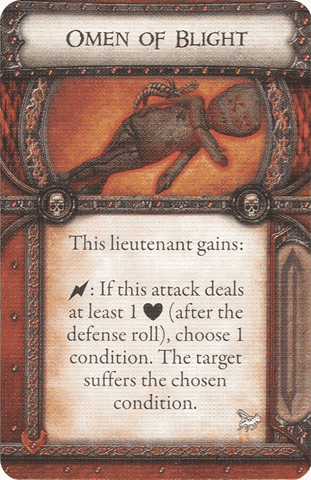 OMEN OF BLIGHT
This lieutenant gains:
: If this attack deals
at least 1 ♥ (after the
defense roll), choose 1
condition. The target
suffers the chosen
condition.